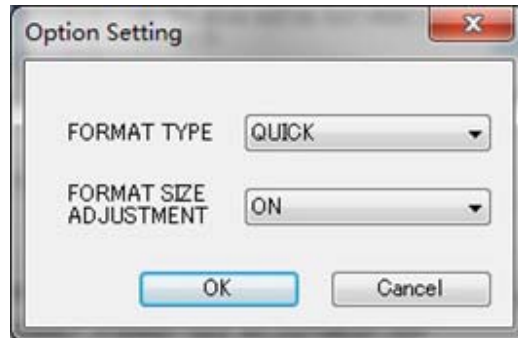 Option Setting
FORMAT TYPE QUICK
FORMAT SIZE
ADJUSTMENT ON
OK Cancel